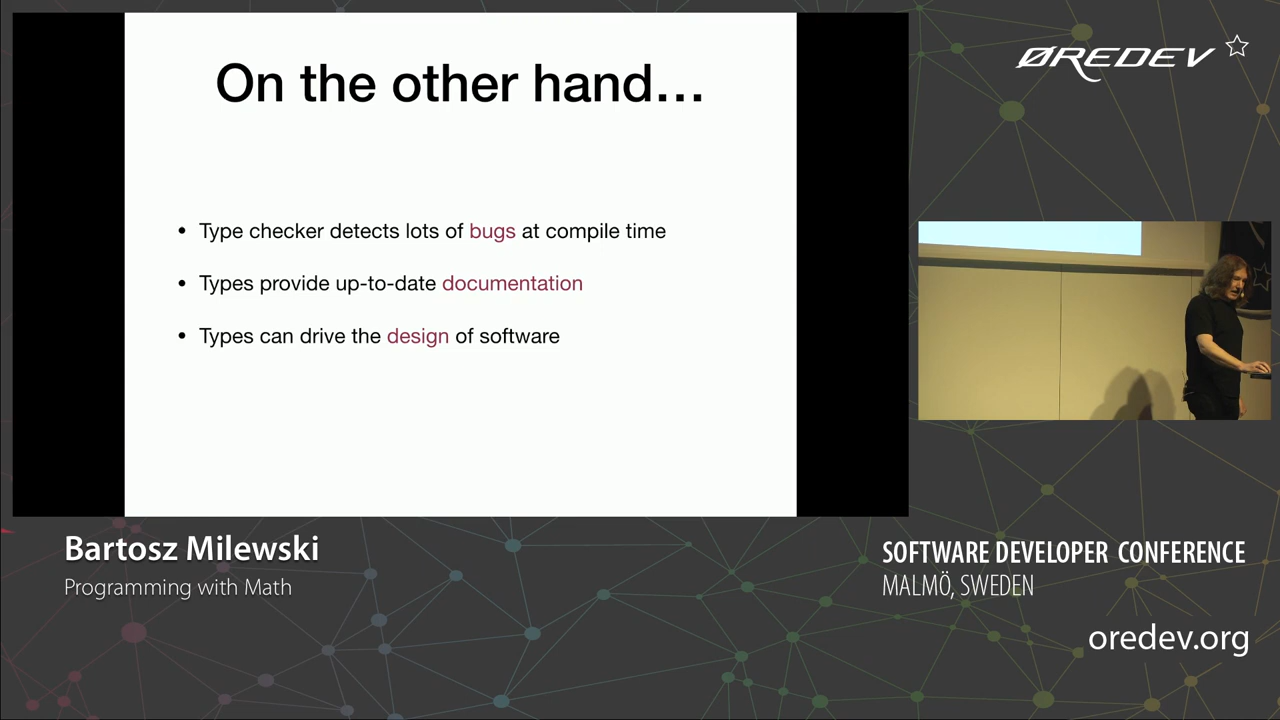 On the other hand…
• Type checker detects lots of bugs at compile time
• Types provide up-to-date documentation
• Types can drive the design of software
ØREDEV
Bartosz Milewski
Programming with Math
SOFTWARE DEVELOPER CONFERENCE
MALMÖ, SWEDEN
oredev.org